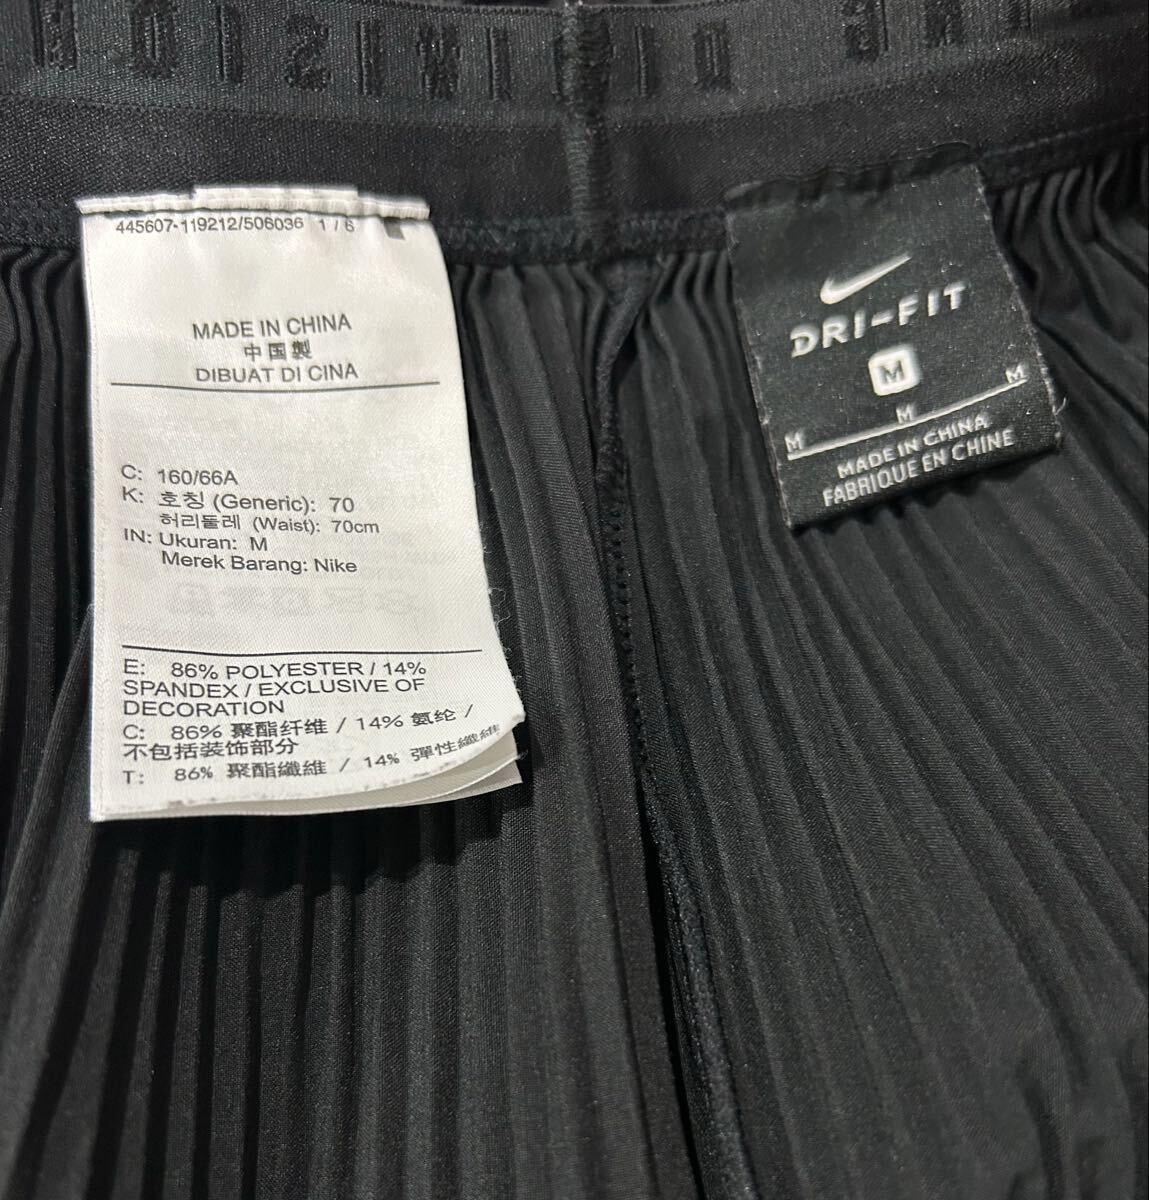 445607-119212/506036 1 / 6
MADE IN CHINA
中国製
DIBUAT DI CINA
C: 160/66A
K: 호칭 (Generic): 70
허리둘레 (Waist): 70cm
IN: Ukuran: M
Merek Barang: Nike
E: 86% POLYESTER / 14%
SPANDEX / EXCLUSIVE OF
DECORATION
C: 86% 聚酯纤维 / 14% 氨纶 /
不包括装饰部分
T: 86% 聚酯纖維 / 14% 彈性纖維
DRI-FIT
M
M M M
MADE IN CHINA
FABRIQUE EN CHINE